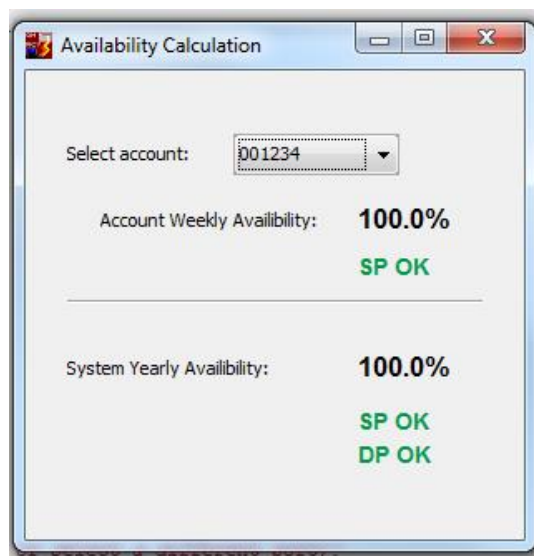 Availability Calculation
Select account: 001234
Account Weekly Availibility: 100.0%
SP OK
System Yearly Availibility: 100.0%
SP OK
DP OK